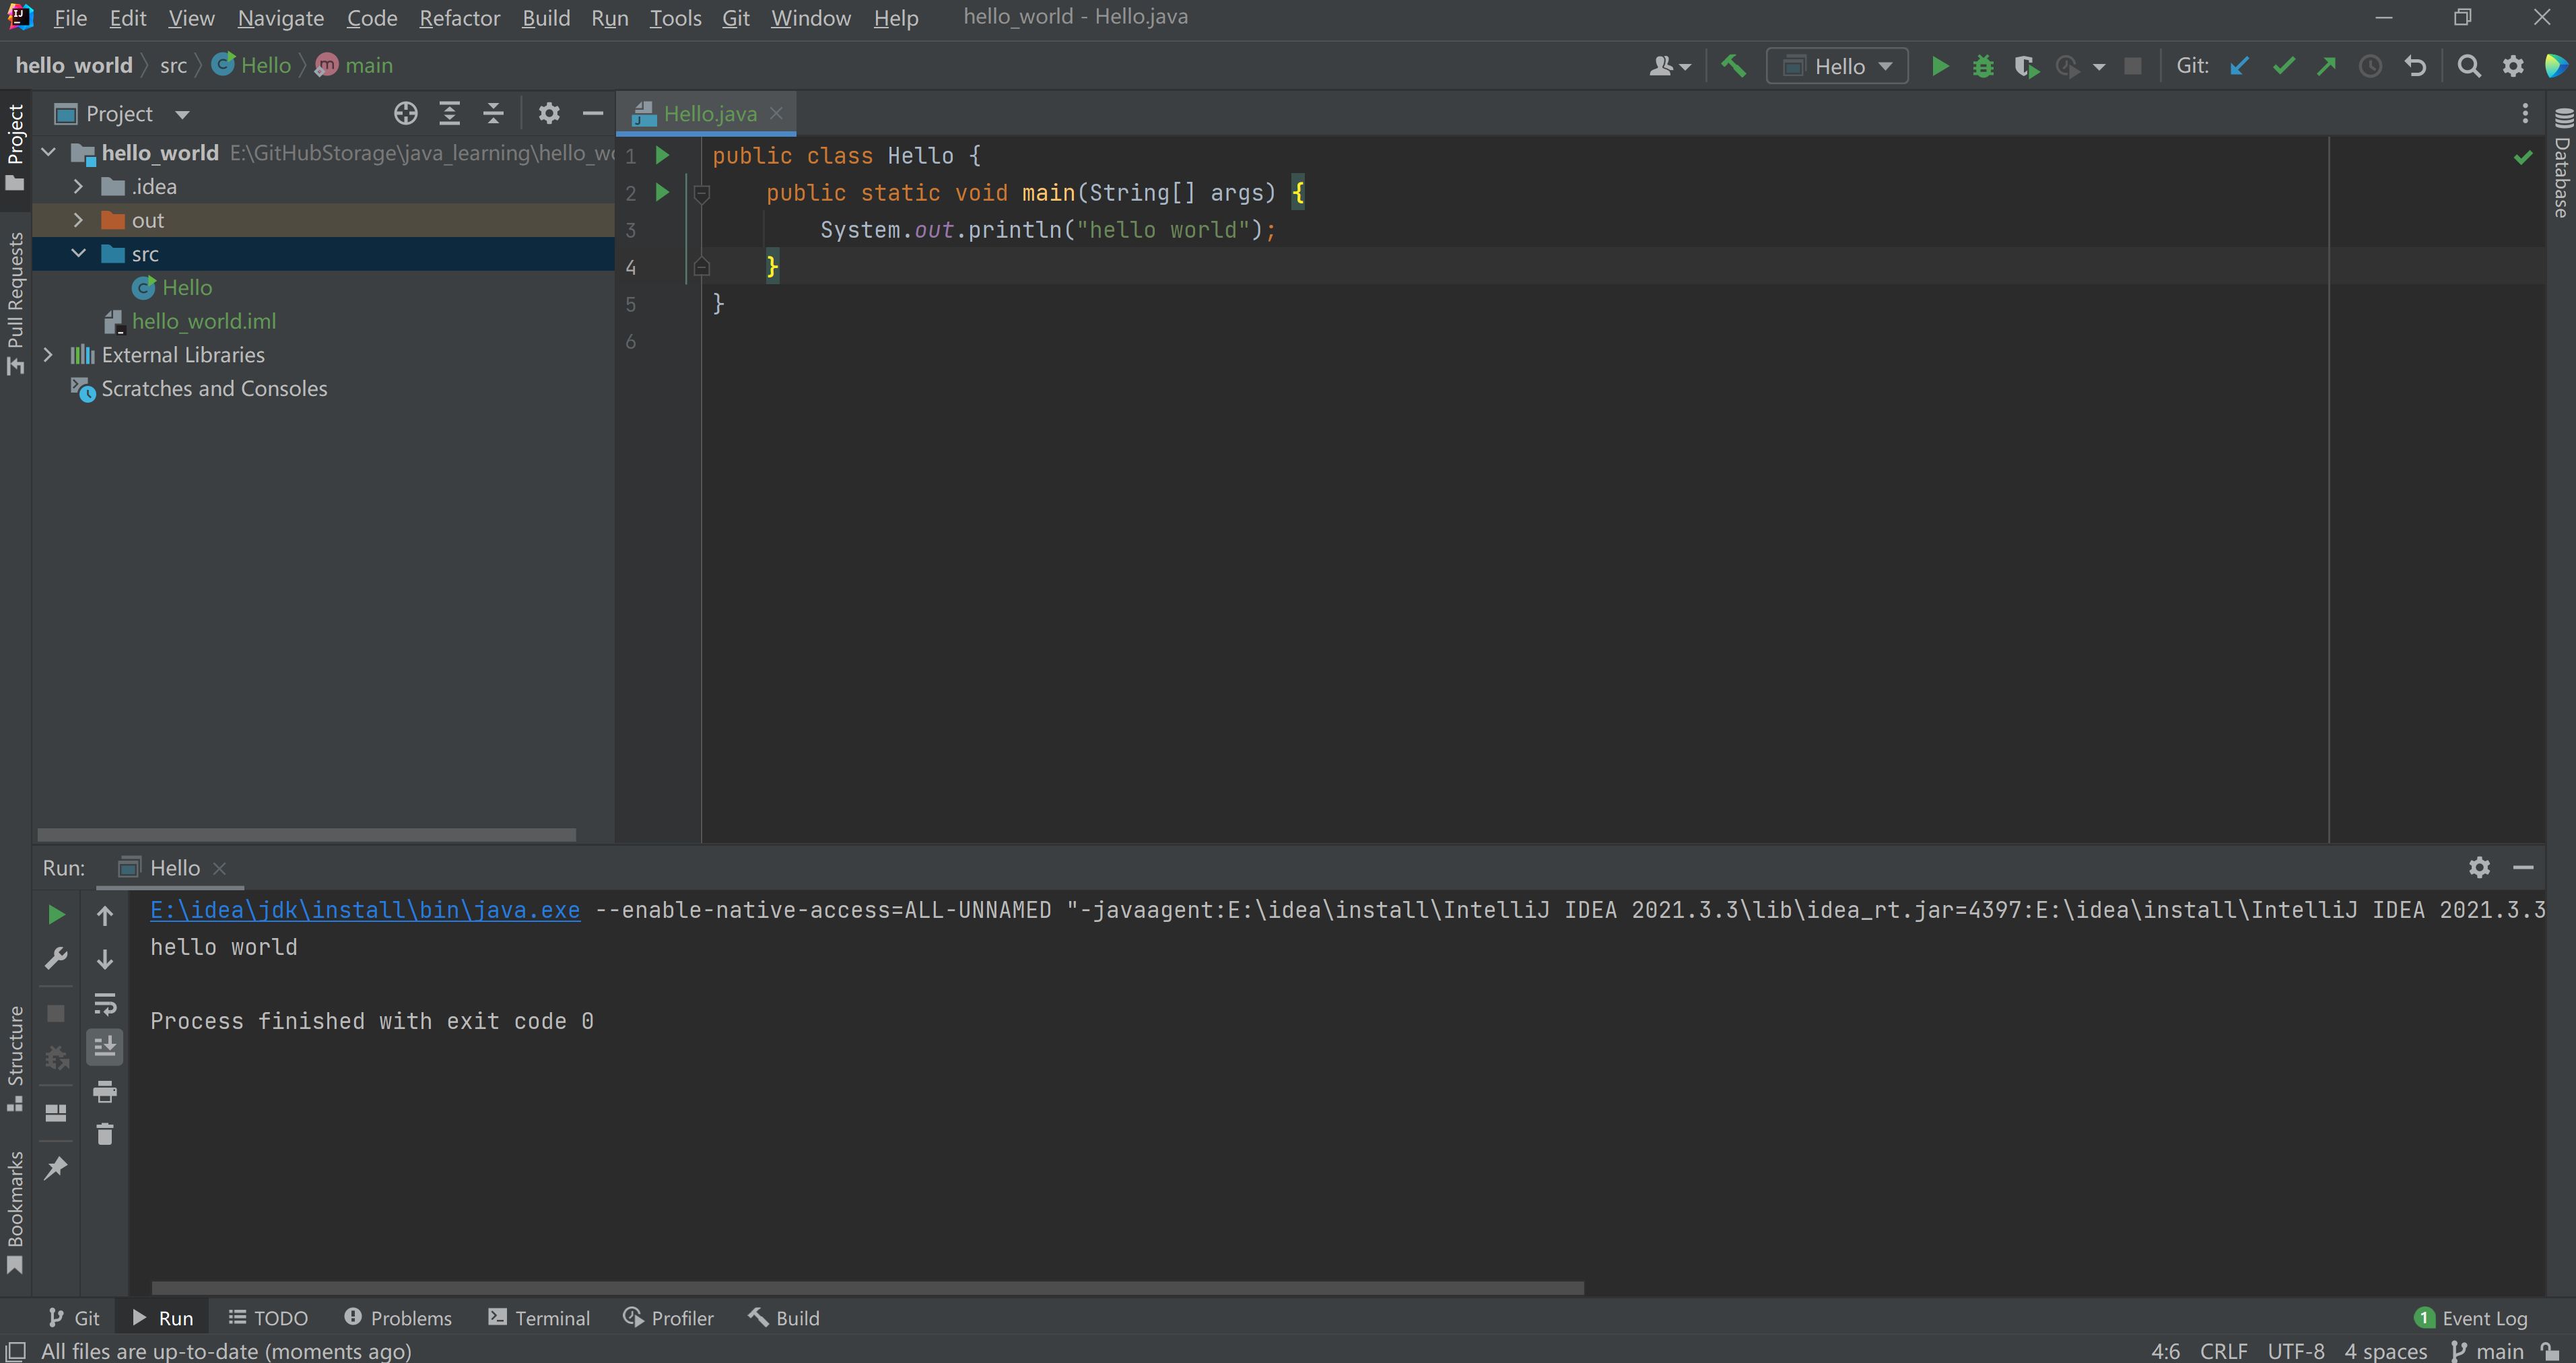 File Edit View Navigate Code Refactor Build Run Tools Git Window Help hello_world - Hello.java
hello_world src Hello main
Hello Git:
Project
Hello.java
Project
Pull Requests
Structure
Bookmarks
Database
hello_world E:\GitHubStorage\java_learning\hello_wo
.idea
out
src
Hello
hello_world.iml
External Libraries
Scratches and Consoles
1 public class Hello {
2 public static void main(String[] args) {
3 System.out.println("hello world");
4 }
5 }
6
Run: Hello
E:\idea\jdk\install\bin\java.exe --enable-native-access=ALL-UNNAMED "-javaagent:E:\idea\install\IntelliJ IDEA 2021.3.3\lib\idea_rt.jar=4397:E:\idea\install\IntelliJ IDEA 2021.3.3
hello world
Process finished with exit code 0
Git Run TODO Problems Terminal Profiler Build 1 Event Log
All files are up-to-date (moments ago) 4:6 CRLF UTF-8 4 spaces main